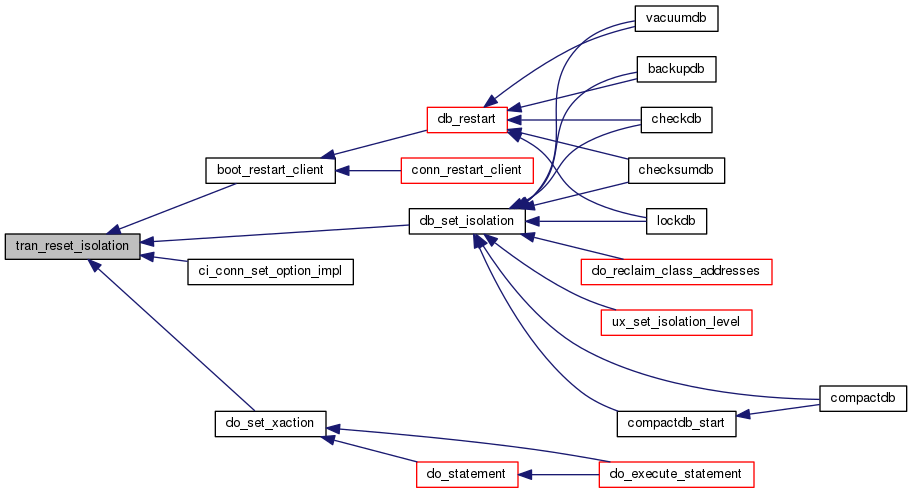 vacuumdb
backupdb
db_restart
checkdb
boot_restart_client
conn_restart_client
checksumdb
db_set_isolation
lockdb
tran_reset_isolation
ci_conn_set_option_impl
do_reclaim_class_addresses
ux_set_isolation_level
compactdb
do_set_xaction
compactdb_start
do_statement
do_execute_statement